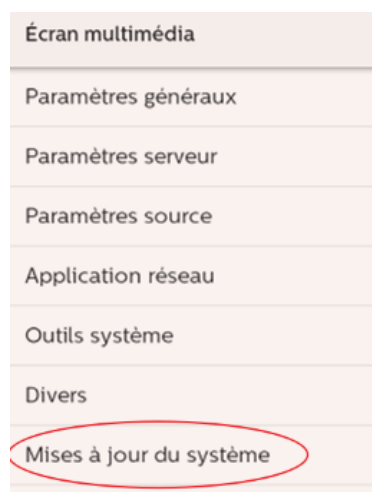 Écran multimédia
Paramètres généraux
Paramètres serveur
Paramètres source
Application réseau
Outils système
Divers
Mises à jour du système